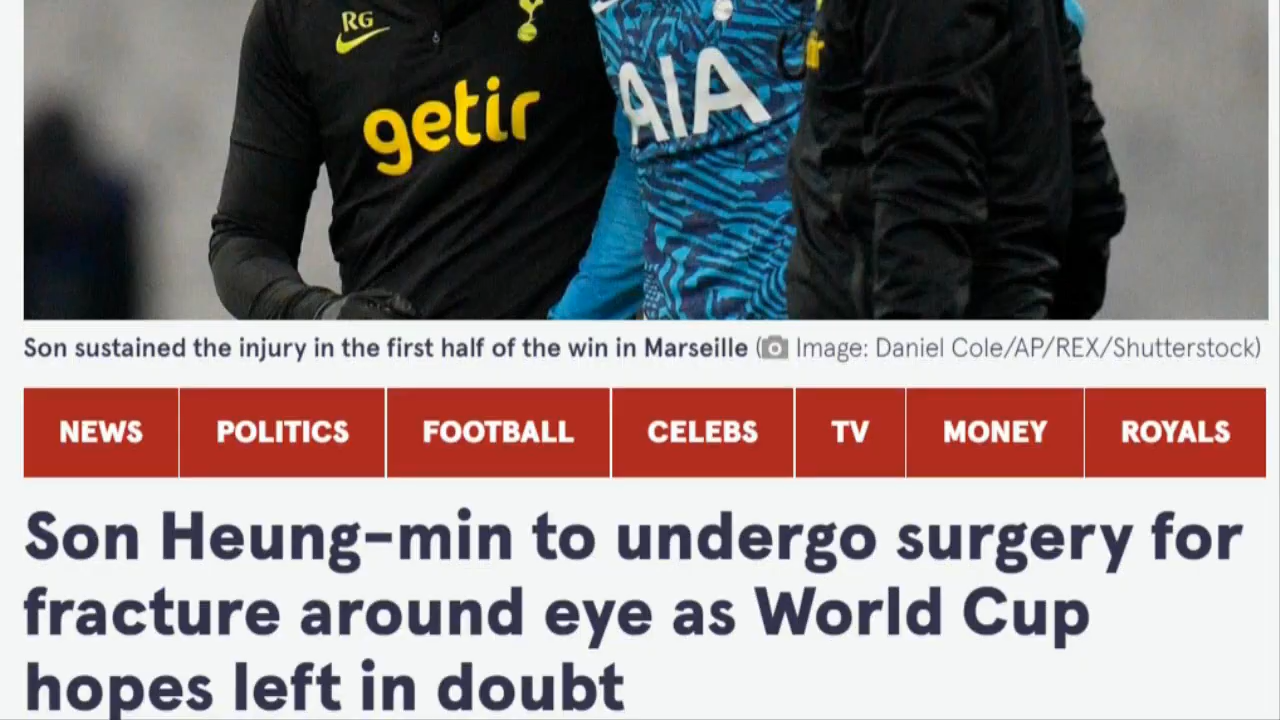 RG
getir
AIA
Son sustained the injury in the first half of the win in Marseille (Image: Daniel Cole/AP/REX/Shutterstock)
NEWS POLITICS FOOTBALL CELEBS TV MONEY ROYALS
Son Heung-min to undergo surgery for
fracture around eye as World Cup
hopes left in doubt